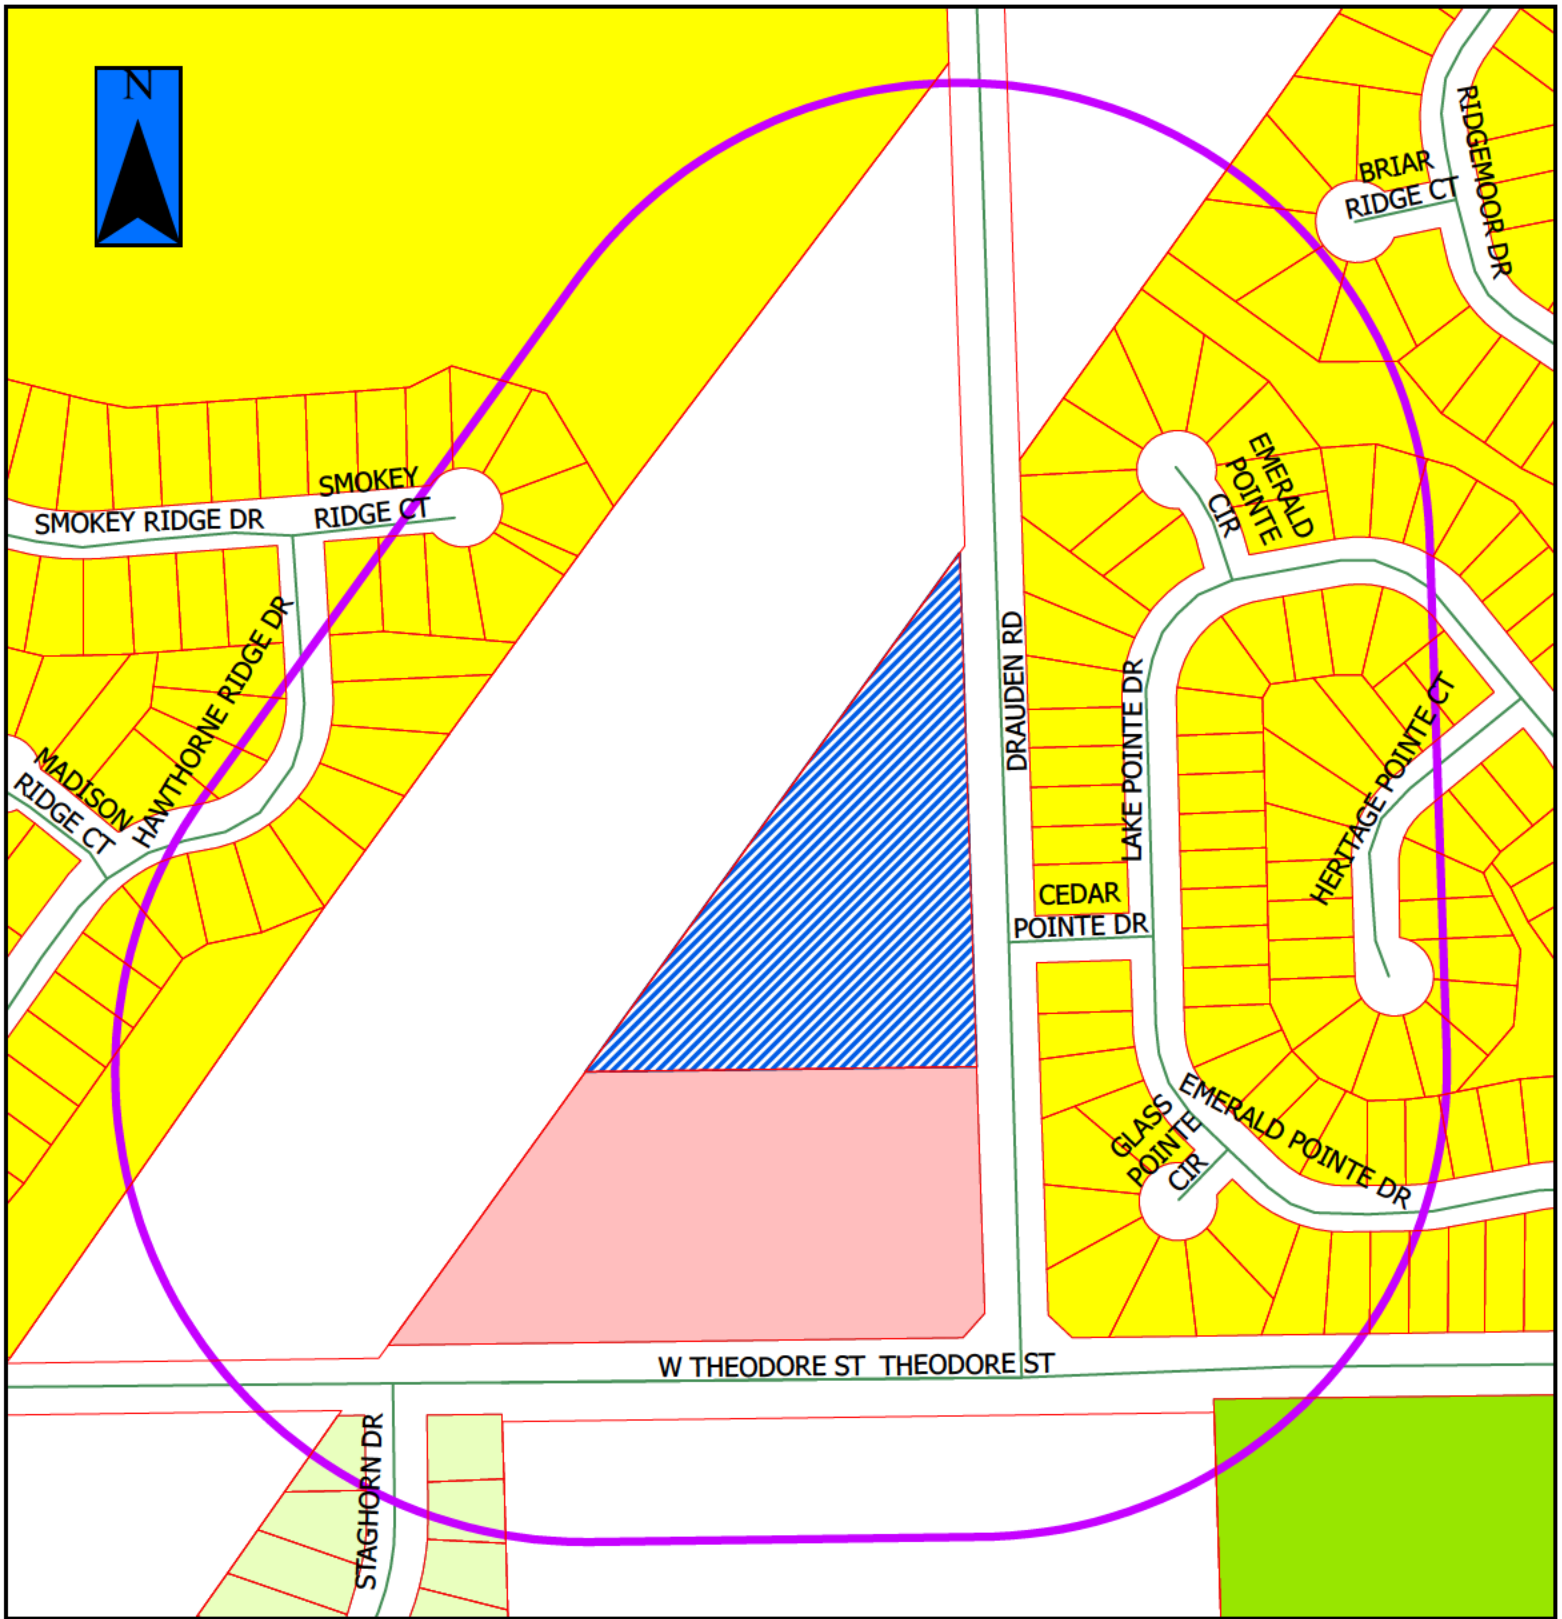 N
BRIAR
RIDGE CT
RIDGEMOOR DR
SMOKEY
RIDGE CT
SMOKEY RIDGE DR
EMERALD
POINTE
CIR
HAWTHORNE RIDGE DR
MADISON
RIDGE CT
DRAUDEN RD
LAKE POINTE DR
HERITAGE POINTE CT
CEDAR
POINTE DR
GLASS
POINTE
CIR
EMERALD POINTE DR
W THEODORE ST THEODORE ST
STAGHORN DR